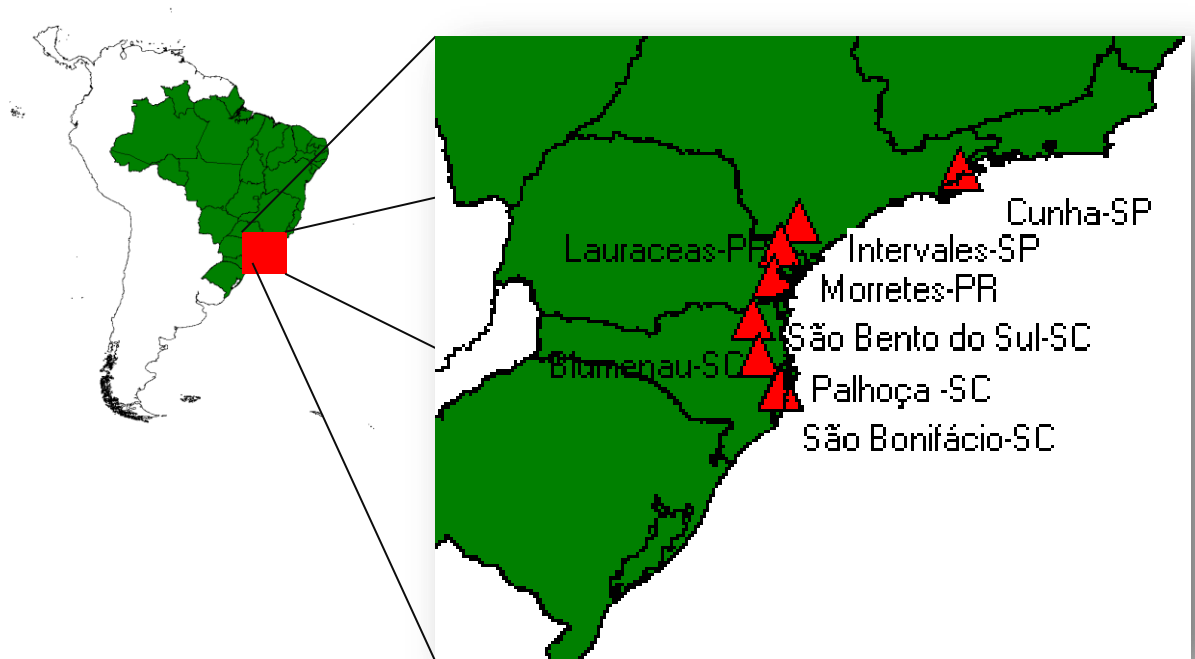 Cunha-SP
Lauraceas-PR
Intervales-SP
Morretes-PR
São Bento do Sul-SC
Blumenau-SC
Palhoça -SC
São Bonifácio-SC